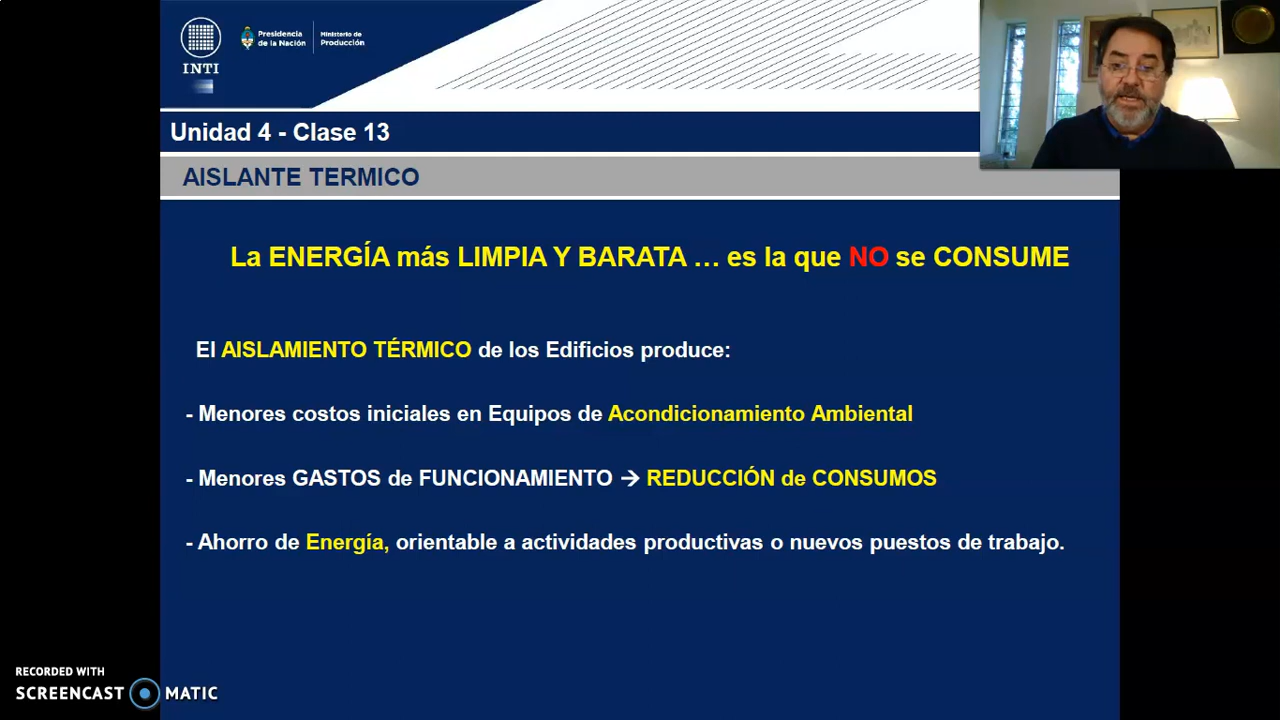 INTI
Presidencia
de la Nación
Ministerio de
Producción
Unidad 4 - Clase 13
AISLANTE TERMICO
La ENERGÍA más LIMPIA Y BARATA … es la que NO se CONSUME
El AISLAMIENTO TÉRMICO de los Edificios produce:
- Menores costos iniciales en Equipos de Acondicionamiento Ambiental
- Menores GASTOS de FUNCIONAMIENTO → REDUCCIÓN de CONSUMOS
- Ahorro de Energía, orientable a actividades productivas o nuevos puestos de trabajo.
RECORDED WITH
SCREENCAST MATIC